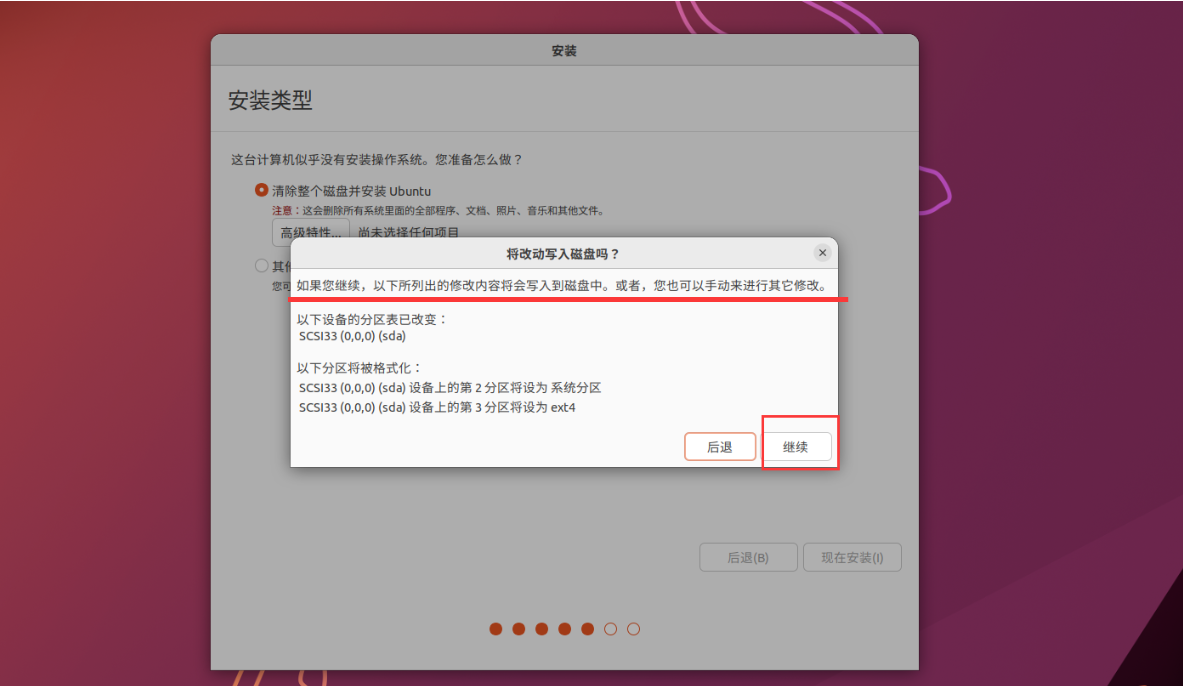 安装
安装类型
这台计算机似乎没有安装操作系统。您准备怎么做？
清除整个磁盘并安装 Ubuntu
注意：这会删除所有系统里面的全部程序、文档、照片、音乐和其他文件。
高级特性... 尚未选择任何项目
其他
您可
将改动写入磁盘吗？
如果您继续，以下所列出的修改内容将会写入到磁盘中。或者，您也可以手动来进行其它修改。
以下设备的分区表已改变：
SCSI33 (0,0,0) (sda)
以下分区将被格式化：
SCSI33 (0,0,0) (sda) 设备上的第 2 分区将设为 系统分区
SCSI33 (0,0,0) (sda) 设备上的第 3 分区将设为 ext4
后退 继续
后退(B) 现在安装(I)